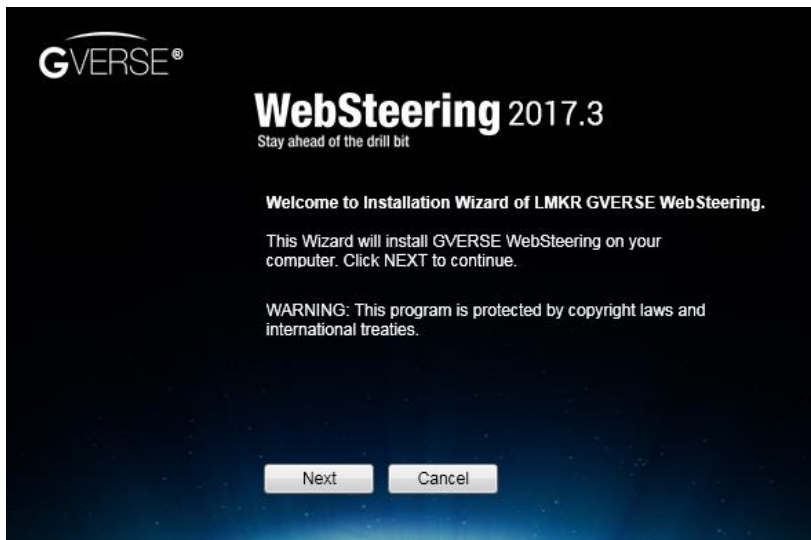 GVERSE®
WebSteering 2017.3
Stay ahead of the drill bit
Welcome to Installation Wizard of LMKR GVERSE WebSteering.
This Wizard will install GVERSE WebSteering on your
computer. Click NEXT to continue.
WARNING: This program is protected by copyright laws and
international treaties.
Next
Cancel